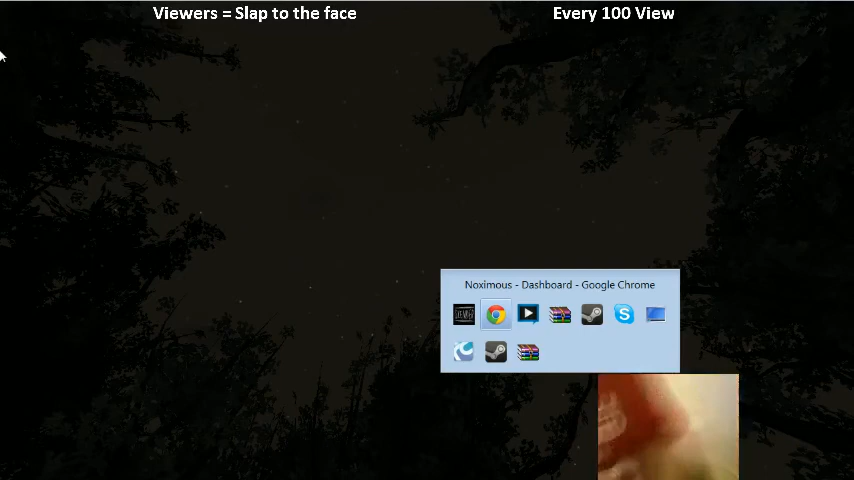 Viewers = Slap to the face
Every 100 View
Noximous - Dashboard - Google Chrome
S